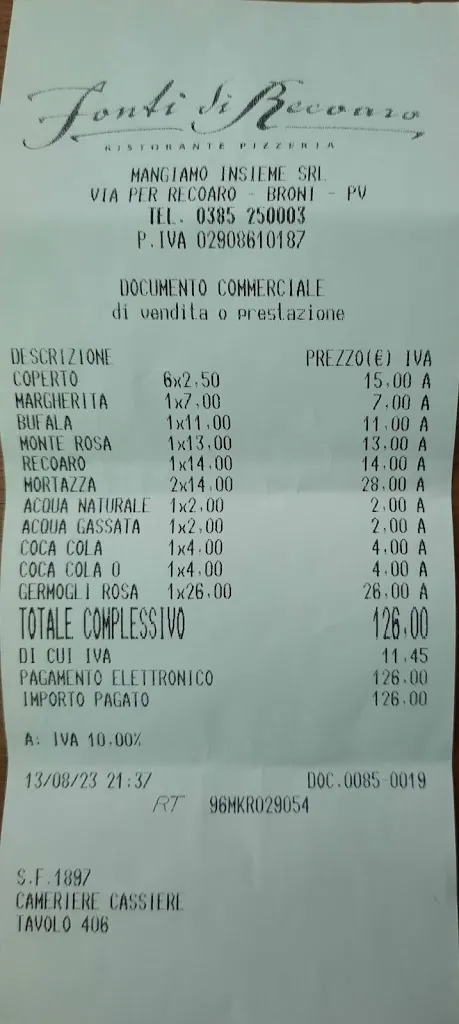 Fonti di Recoaro
RISTORANTE PIZZERIA
MANGIAMO INSIEME SRL
VIA PER RECOARO - BRONI - PV
TEL. 0385 250003
P.IVA 02908610187
DOCUMENTO COMMERCIALE
di vendita o prestazione
DESCRIZIONE PREZZO(€) IVA
COPERTO 6x2,50 15,00 A
MARGHERITA 1x7,00 7,00 A
BUFALA 1x11,00 11,00 A
MONTE ROSA 1x13,00 13,00 A
RECOARO 1x14,00 14,00 A
MORTAZZA 2x14,00 28,00 A
ACQUA NATURALE 1x2,00 2,00 A
ACQUA GASSATA 1x2,00 2,00 A
COCA COLA 1x4,00 4,00 A
COCA COLA 0 1x4,00 4,00 A
GERMOGLI ROSA 1x26,00 26,00 A
TOTALE COMPLESSIVO 126,00
DI CUI IVA 11,45
PAGAMENTO ELETTRONICO 126,00
IMPORTO PAGATO 126,00
A: IVA 10,00%
13/08/23 21:37 DOC.0085-0019
RT 96MKR029054
S.F.1897
CAMERIERE CASSIERE
TAVOLO 406